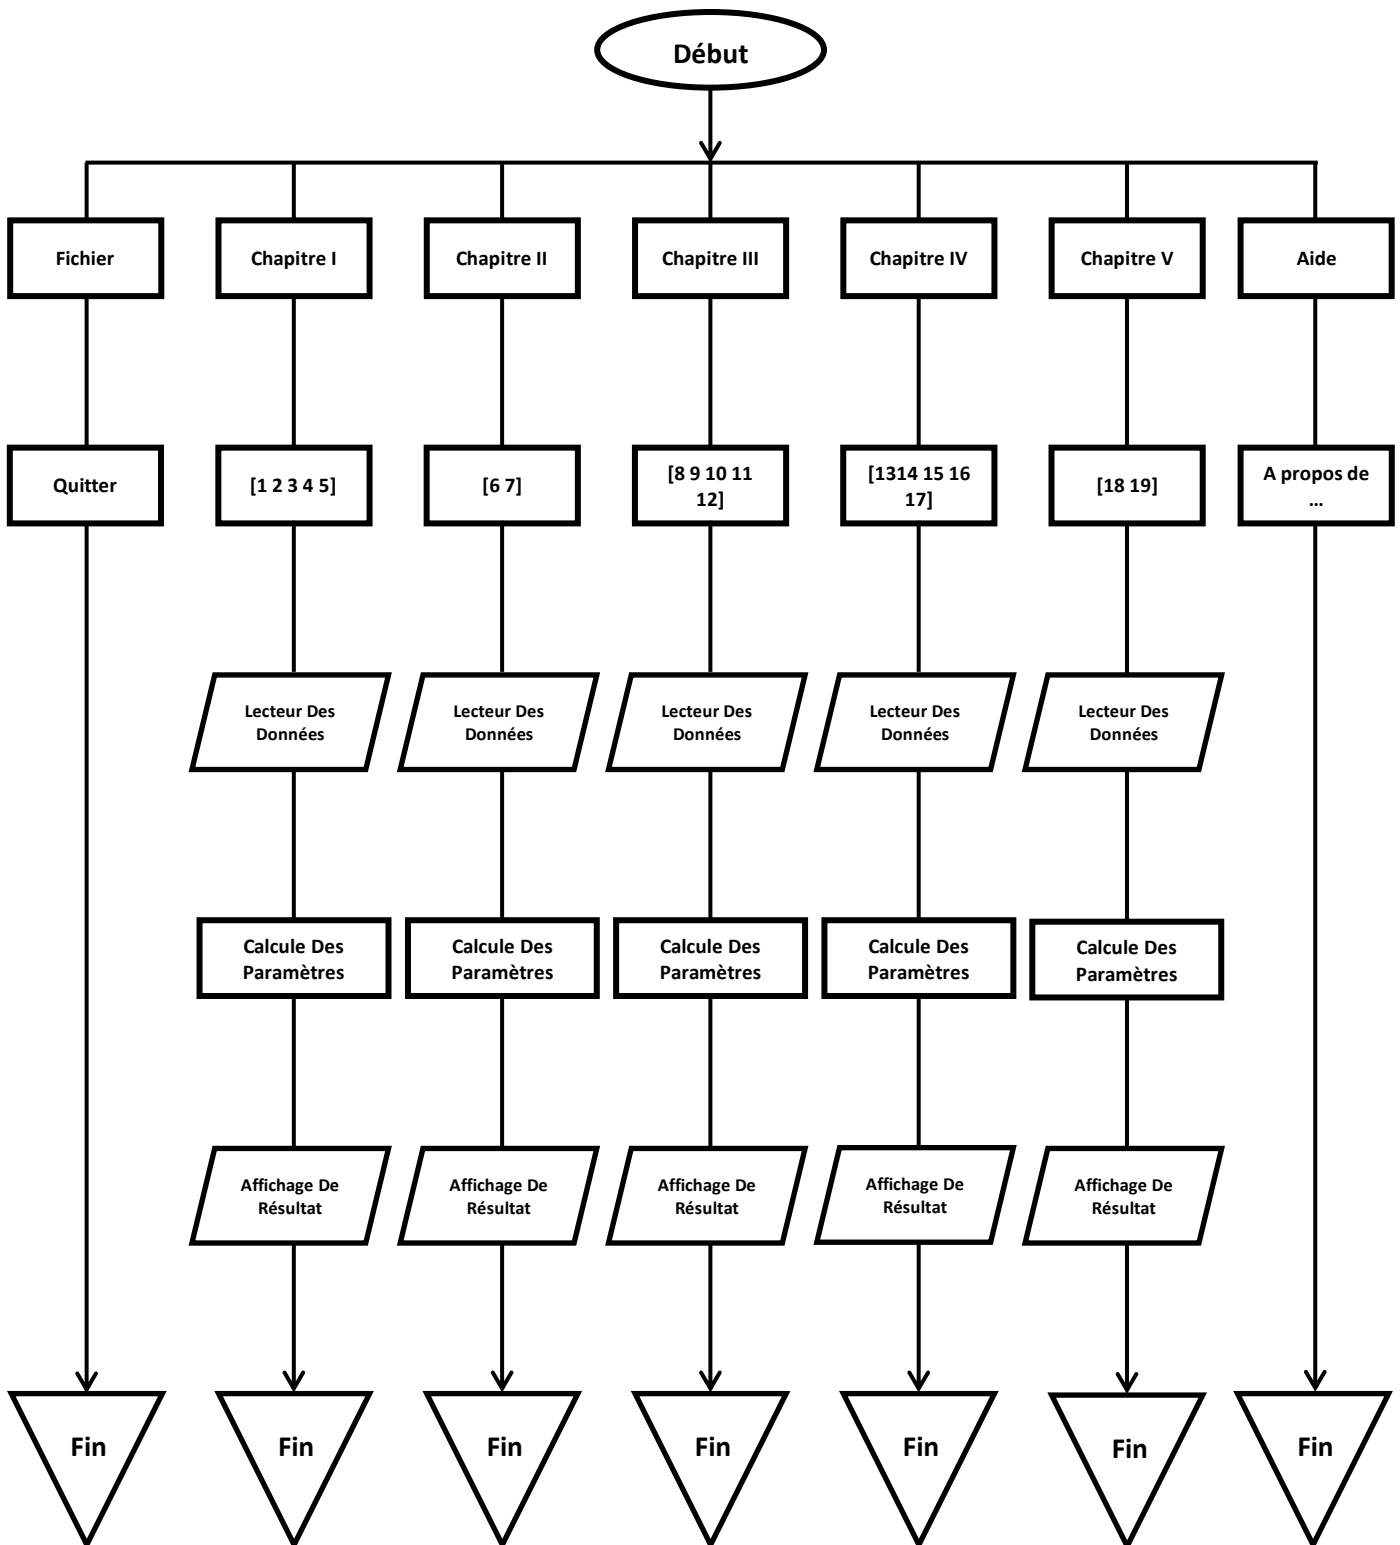 Début
Fichier
Chapitre I
Chapitre II
Chapitre III
Chapitre IV
Chapitre V
Aide
Quitter
[1 2 3 4 5]
[6 7]
[8 9 10 11
12]
[1314 15 16
17]
[18 19]
A propos de
...
Lecteur Des
Données
Lecteur Des
Données
Lecteur Des
Données
Lecteur Des
Données
Lecteur Des
Données
Calcule Des
Paramètres
Calcule Des
Paramètres
Calcule Des
Paramètres
Calcule Des
Paramètres
Calcule Des
Paramètres
Affichage De
Résultat
Affichage De
Résultat
Affichage De
Résultat
Affichage De
Résultat
Affichage De
Résultat
Fin
Fin
Fin
Fin
Fin
Fin
Fin